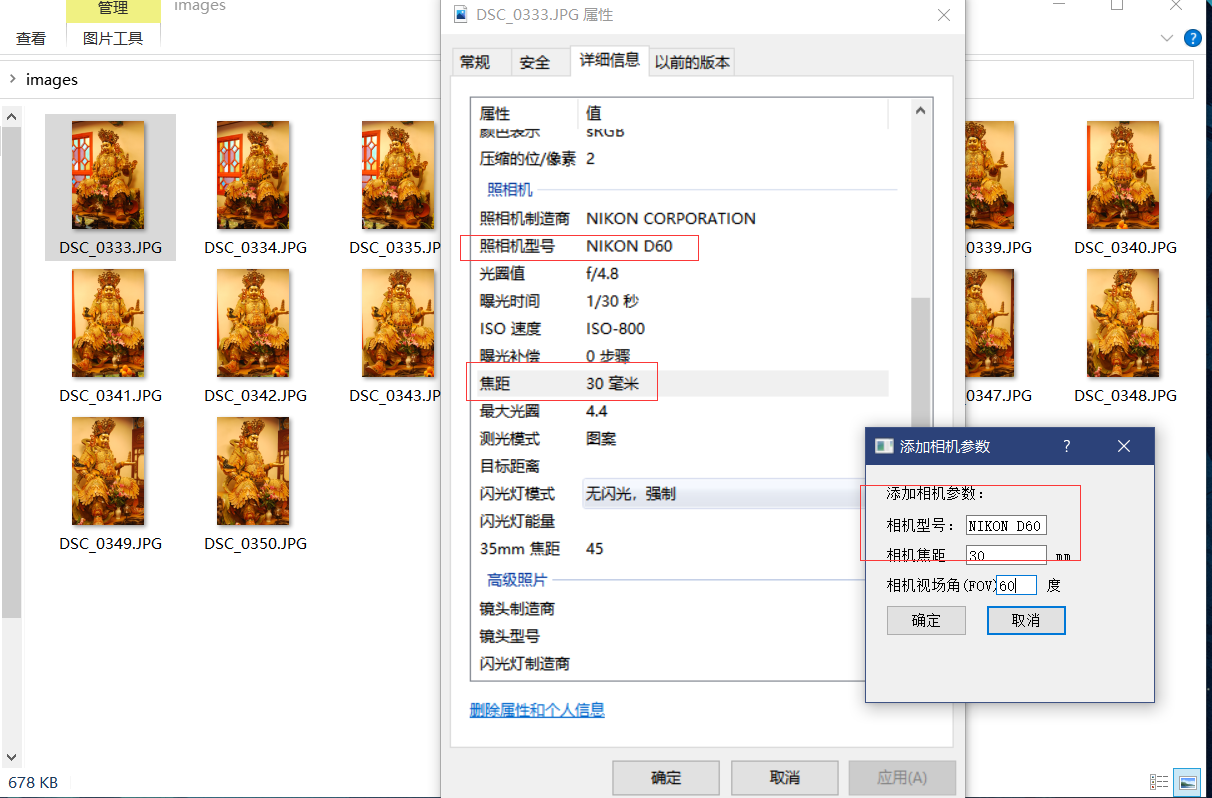 管理
images
DSC_0333.JPG 属性
查看
图片工具
images
常规
安全
详细信息
以前的版本
属性
值
颜色表示 sRGB
压缩的位/像素 2
照相机
照相机制造商 NIKON CORPORATION
照相机型号 NIKON D60
光圈值 f/4.8
曝光时间 1/30 秒
ISO 速度 ISO-800
曝光补偿 0 步骤
焦距 30 毫米
最大光圈 4.4
测光模式 图案
目标距离
闪光灯模式 无闪光，强制
闪光灯能量
35mm 焦距 45
高级照片
镜头制造商
镜头型号
闪光灯制造商
删除属性和个人信息
确定
取消
应用(A)
DSC_0333.JPG
DSC_0334.JPG
DSC_0335.JP
0339.JPG
DSC_0340.JPG
DSC_0341.JPG
DSC_0342.JPG
DSC_0343.JP
0347.JPG
DSC_0348.JPG
DSC_0349.JPG
DSC_0350.JPG
添加相机参数
?
添加相机参数：
相机型号： NIKON D60
相机焦距 30 mm
相机视场角(FOV) 60 度
确定
取消
678 KB